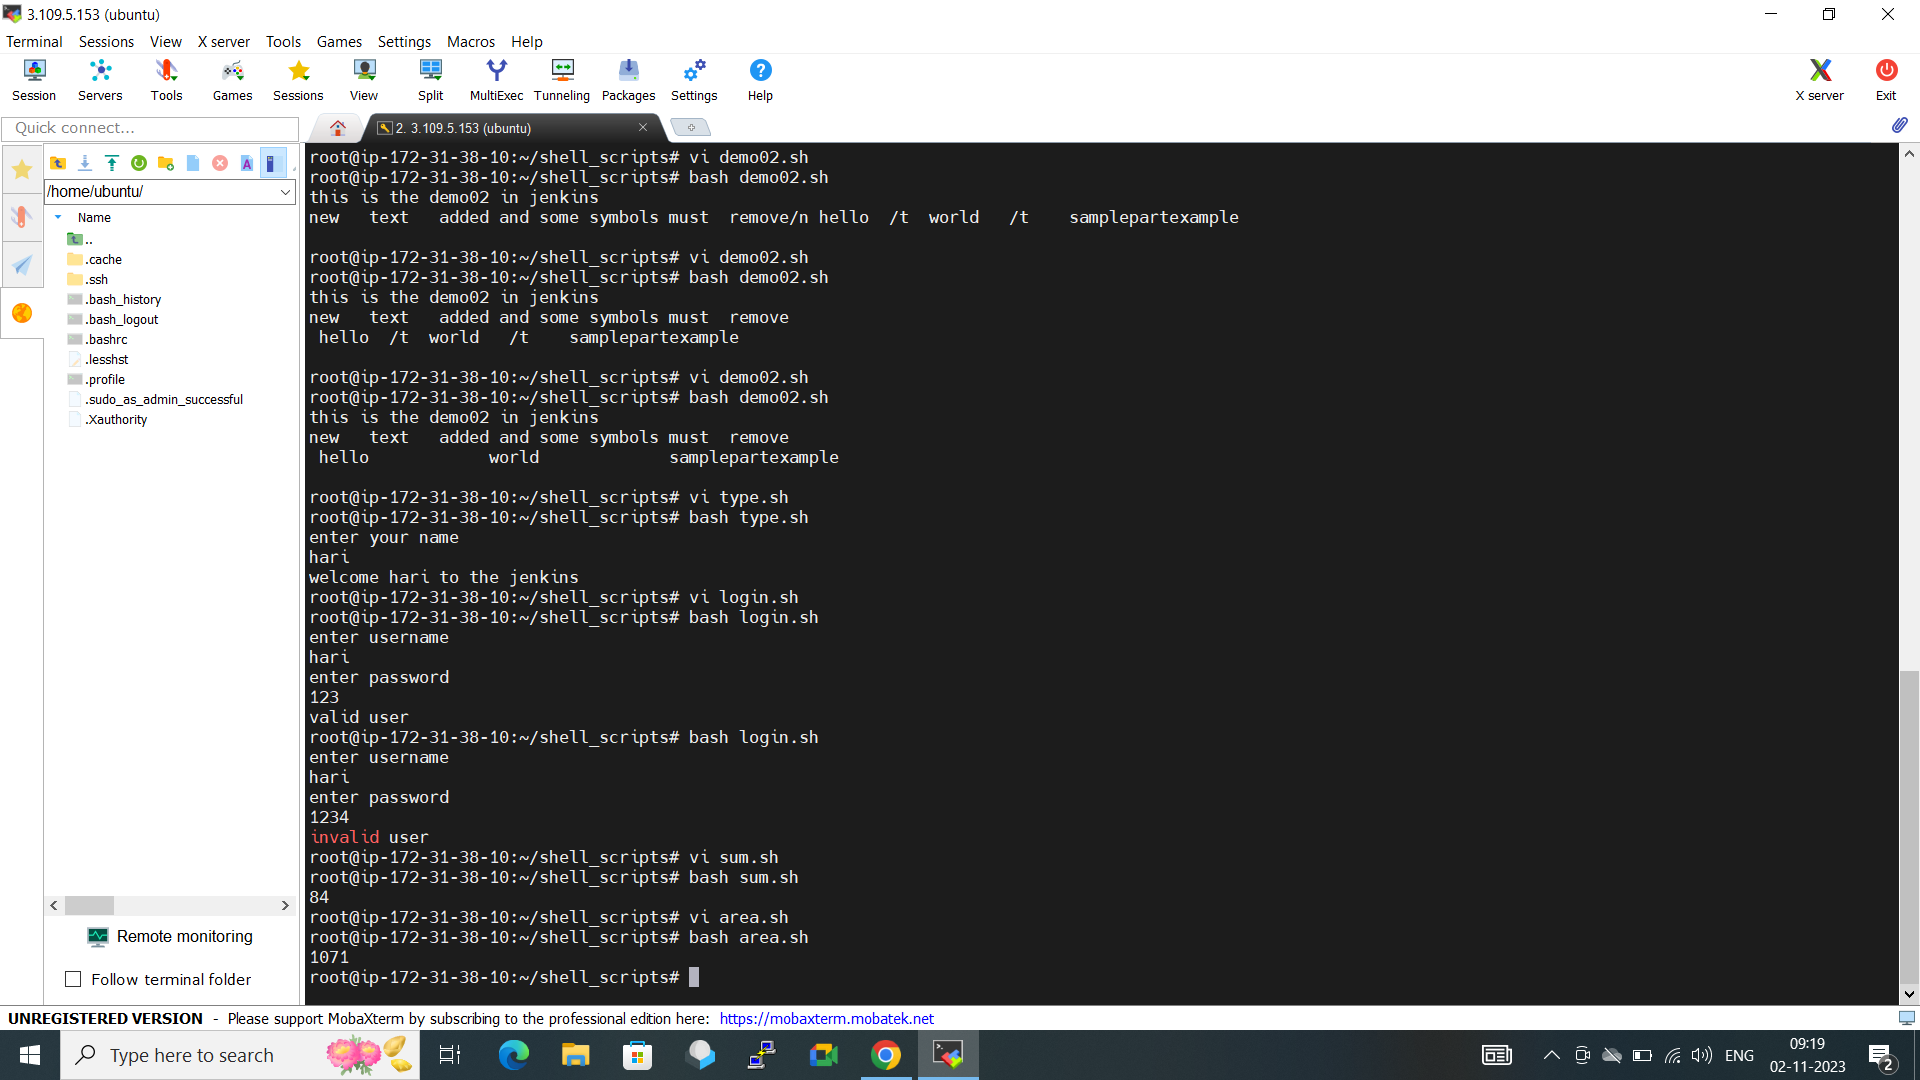 3.109.5.153 (ubuntu)
Terminal Sessions View X server Tools Games Settings Macros Help
Session Servers Tools Games Sessions View Split MultiExec Tunneling Packages Settings Help X server Exit
Quick connect...
2. 3.109.5.153 (ubuntu)
/home/ubuntu/
Name
..
.cache
.ssh
.bash_history
.bash_logout
.bashrc
.lesshst
.profile
.sudo_as_admin_successful
.Xauthority
Remote monitoring
Follow terminal folder
root@ip-172-31-38-10:~/shell_scripts# vi demo02.sh
root@ip-172-31-38-10:~/shell_scripts# bash demo02.sh
this is the demo02 in jenkins
new   text   added and some symbols must  remove/n hello  /t  world   /t    samplepartexample
root@ip-172-31-38-10:~/shell_scripts# vi demo02.sh
root@ip-172-31-38-10:~/shell_scripts# bash demo02.sh
this is the demo02 in jenkins
new   text   added and some symbols must  remove
 hello  /t  world   /t    samplepartexample
root@ip-172-31-38-10:~/shell_scripts# vi demo02.sh
root@ip-172-31-38-10:~/shell_scripts# bash demo02.sh
this is the demo02 in jenkins
new   text   added and some symbols must  remove
 hello            world             samplepartexample
root@ip-172-31-38-10:~/shell_scripts# vi type.sh
root@ip-172-31-38-10:~/shell_scripts# bash type.sh
enter your name
hari
welcome hari to the jenkins
root@ip-172-31-38-10:~/shell_scripts# vi login.sh
root@ip-172-31-38-10:~/shell_scripts# bash login.sh
enter username
hari
enter password
123
valid user
root@ip-172-31-38-10:~/shell_scripts# bash login.sh
enter username
hari
enter password
1234
invalid user
root@ip-172-31-38-10:~/shell_scripts# vi sum.sh
root@ip-172-31-38-10:~/shell_scripts# bash sum.sh
84
root@ip-172-31-38-10:~/shell_scripts# vi area.sh
root@ip-172-31-38-10:~/shell_scripts# bash area.sh
1071
root@ip-172-31-38-10:~/shell_scripts#
UNREGISTERED VERSION - Please support MobaXterm by subscribing to the professional edition here: https://mobaxterm.mobatek.net
Type here to search
ENG
09:19
02-11-2023
2